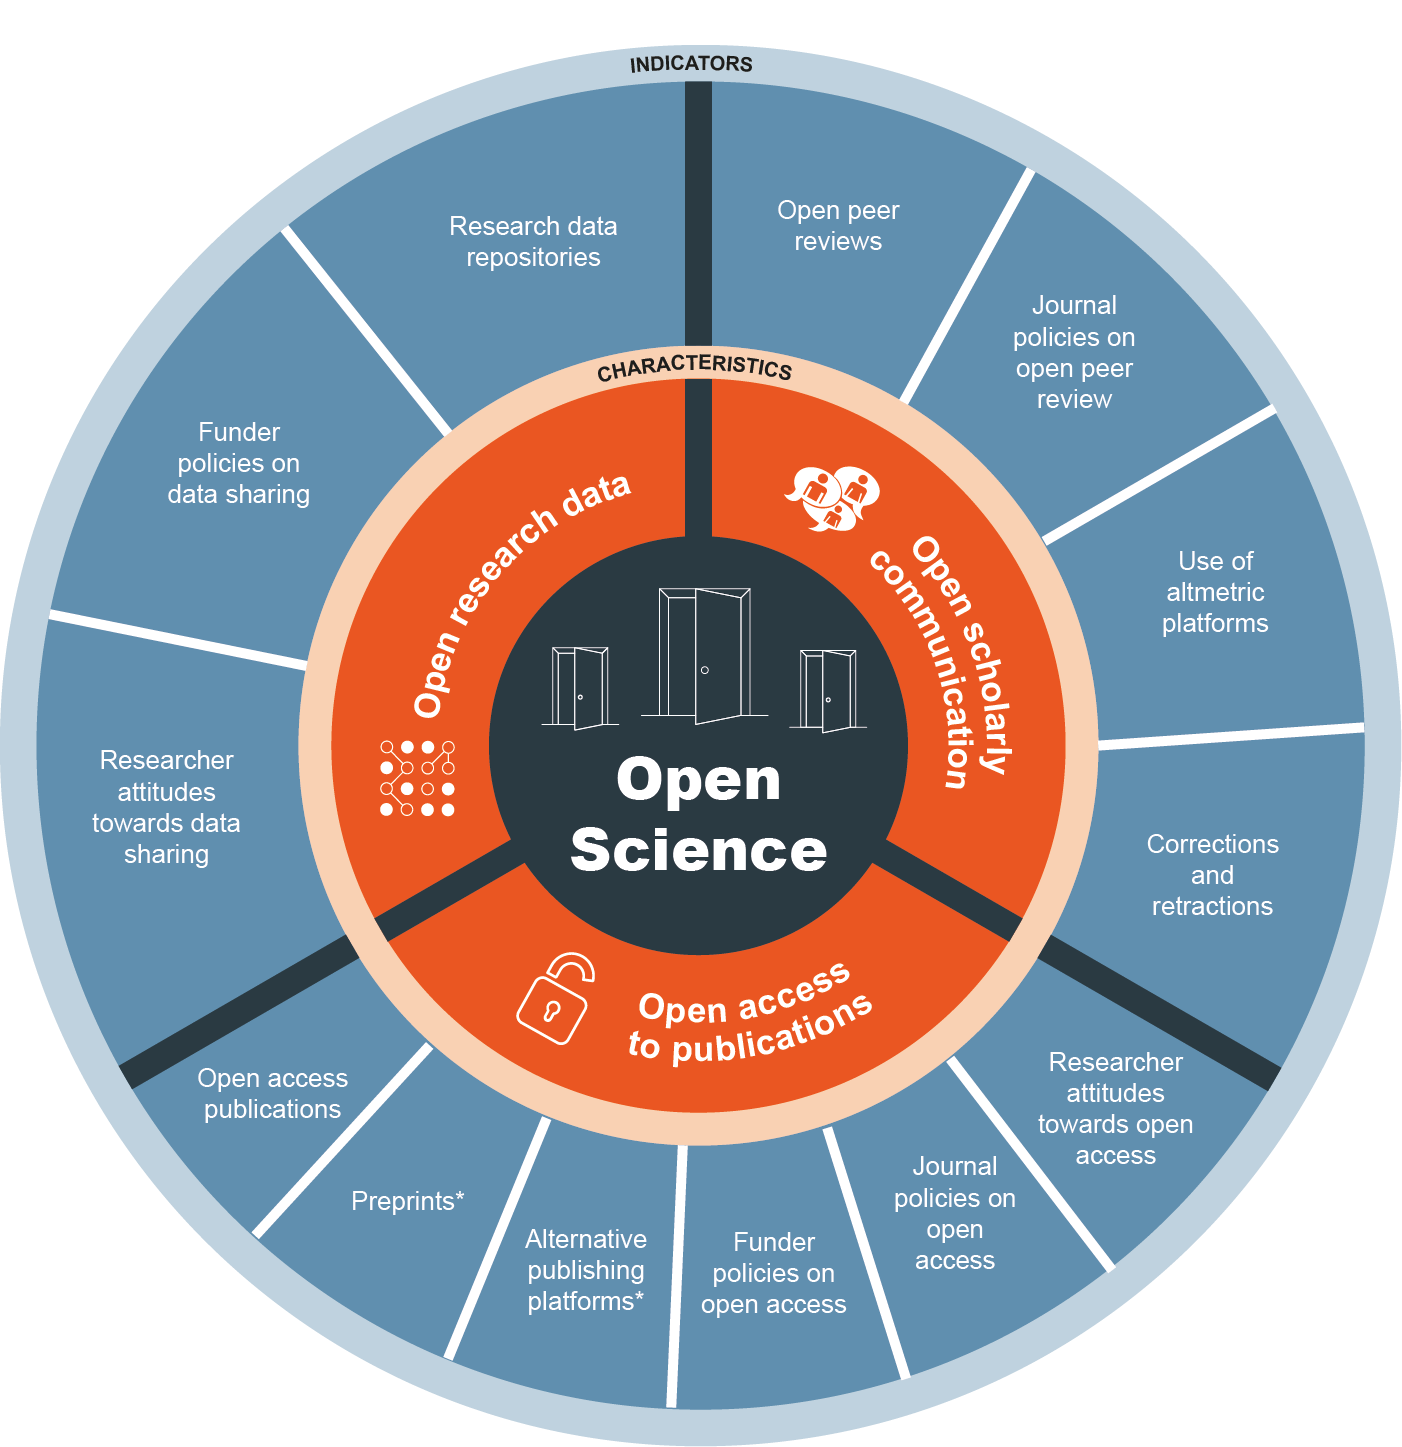 INDICATORS
Research data
repositories
Open peer
reviews
Journal
policies on
open peer
review
Funder
policies on
data sharing
Use of
altmetric
platforms
Researcher
attitudes
towards data
sharing
Corrections
and
retractions
CHARACTERISTICS
Open research data
Open scholarly
communication
Open
Science
Open access
to publications
Open access
publications
Preprints*
Alternative
publishing
platforms*
Funder
policies on
open access
Journal
policies on
open
access
Researcher
attitudes
towards open
access